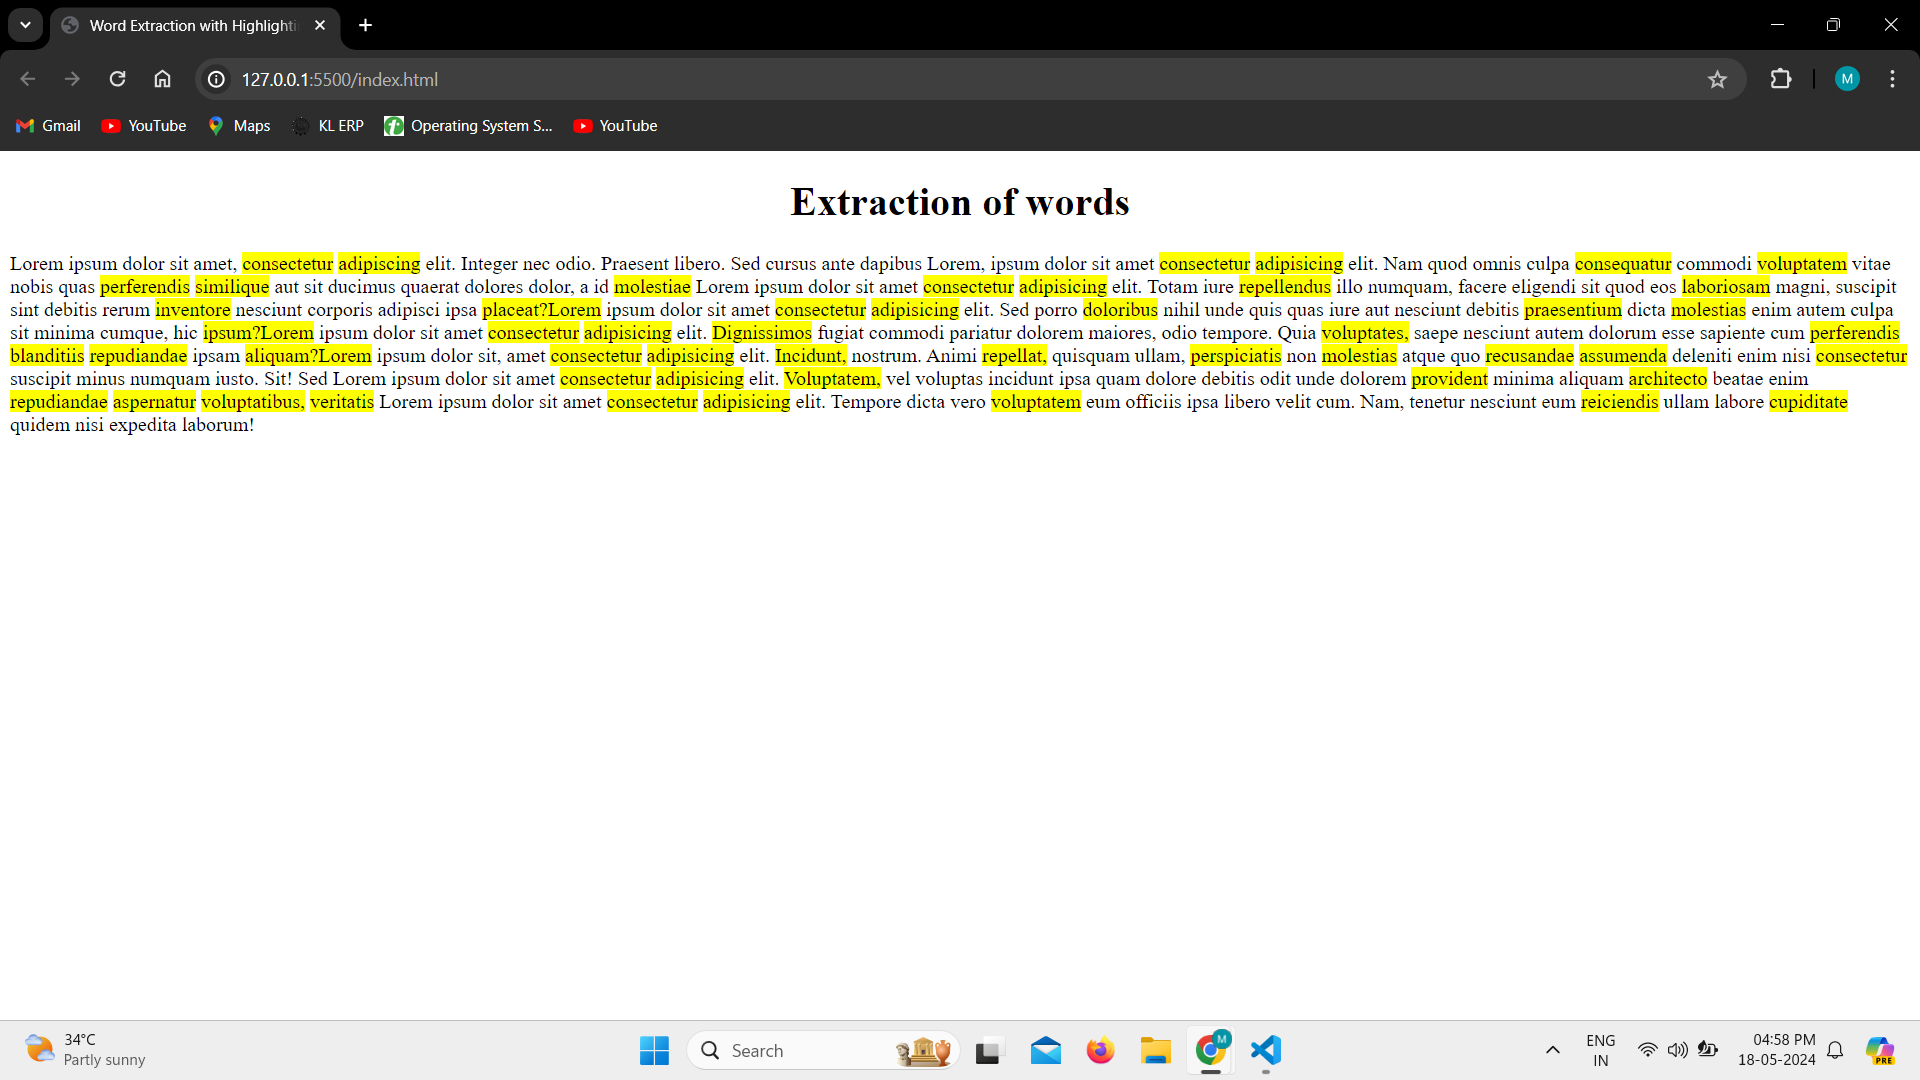 Word Extraction with Highlighti
127.0.0.1:5500/index.html
M
Gmail YouTube Maps KL ERP Operating System S... YouTube
Extraction of words
Lorem ipsum dolor sit amet, consectetur adipiscing elit. Integer nec odio. Praesent libero. Sed cursus ante dapibus Lorem, ipsum dolor sit amet consectetur adipisicing elit. Nam quod omnis culpa consequatur commodi voluptatem vitae
nobis quas perferendis similique aut sit ducimus quaerat dolores dolor, a id molestiae Lorem ipsum dolor sit amet consectetur adipisicing elit. Totam iure repellendus illo numquam, facere eligendi sit quod eos laboriosam magni, suscipit
sint debitis rerum inventore nesciunt corporis adipisci ipsa placeat?Lorem ipsum dolor sit amet consectetur adipisicing elit. Sed porro doloribus nihil unde quis quas iure aut nesciunt debitis praesentium dicta molestias enim autem culpa
sit minima cumque, hic ipsum?Lorem ipsum dolor sit amet consectetur adipisicing elit. Dignissimos fugiat commodi pariatur dolorem maiores, odio tempore. Quia voluptates, saepe nesciunt autem dolorum esse sapiente cum perferendis
blanditiis repudiandae ipsam aliquam?Lorem ipsum dolor sit, amet consectetur adipisicing elit. Incidunt, nostrum. Animi repellat, quisquam ullam, perspiciatis non molestias atque quo recusandae assumenda deleniti enim nisi consectetur
suscipit minus numquam iusto. Sit! Sed Lorem ipsum dolor sit amet consectetur adipisicing elit. Voluptatem, vel voluptas incidunt ipsa quam dolore debitis odit unde dolorem provident minima aliquam architecto beatae enim
repudiandae aspernatur voluptatibus, veritatis Lorem ipsum dolor sit amet consectetur adipisicing elit. Tempore dicta vero voluptatem eum officiis ipsa libero velit cum. Nam, tenetur nesciunt eum reiciendis ullam labore cupiditate
quidem nisi expedita laborum!
34°C
Partly sunny
Search
M
ENG
IN
04:58 PM
18-05-2024
PRE